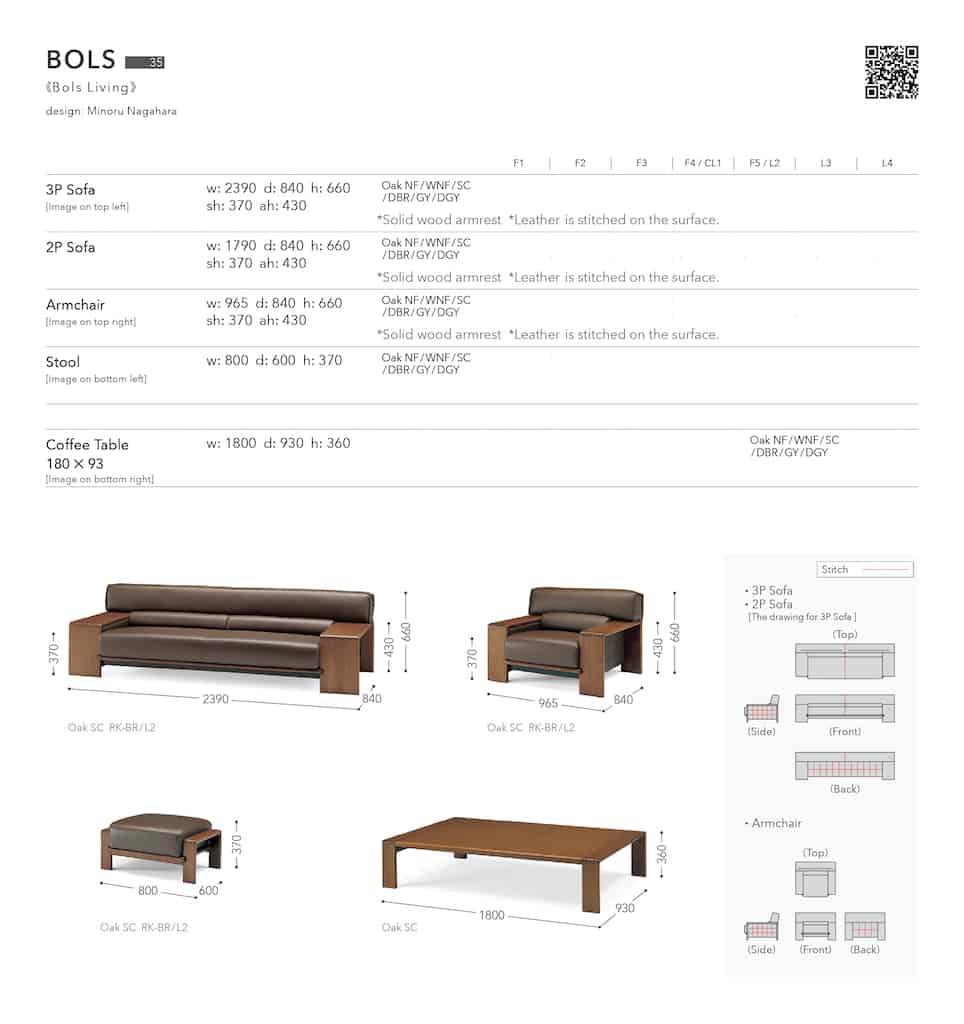 BOLS 35
《Bols Living》
design: Minoru Nagahara
F1 | F2 | F3 | F4 / CL1 | F5 / L2 | L3 | L4
3P Sofa
[Image on top left]
w: 2390 d: 840 h: 660
sh: 370 ah: 430
Oak NF/WNF/SC
/DBR/GY/DGY
*Solid wood armrest *Leather is stitched on the surface.
2P Sofa
w: 1790 d: 840 h: 660
sh: 370 ah: 430
Oak NF/WNF/SC
/DBR/GY/DGY
*Solid wood armrest *Leather is stitched on the surface.
Armchair
[Image on top right]
w: 965 d: 840 h: 660
sh: 370 ah: 430
Oak NF/WNF/SC
/DBR/GY/DGY
*Solid wood armrest *Leather is stitched on the surface.
Stool
[Image on bottom left]
w: 800 d: 600 h: 370
Oak NF/WNF/SC
/DBR/GY/DGY
Coffee Table
180 × 93
[Image on bottom right]
w: 1800 d: 930 h: 360
Oak NF/WNF/SC
/DBR/GY/DGY
370
430
660
2390
840
Oak SC RK-BR/L2
370
430
660
965
840
Oak SC RK-BR/L2
370
800
600
Oak SC RK-BR/L2
360
1800
930
Oak SC
Stitch
・3P Sofa
・2P Sofa
[The drawing for 3P Sofa ]
(Top)
(Side)
(Front)
(Back)
・Armchair
(Top)
(Side)
(Front)
(Back)